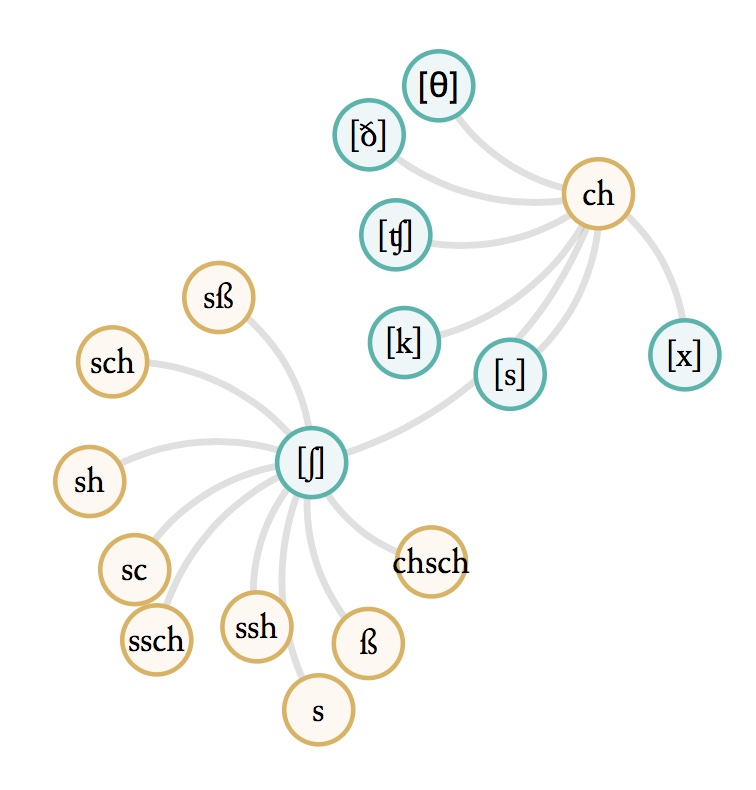 [θ]
[ð̌]
ch
[ʧ]
sß
[k]
[x]
sch
[s]
[ʃ]
sh
chsch
sc
ssh
ssch
ß
s